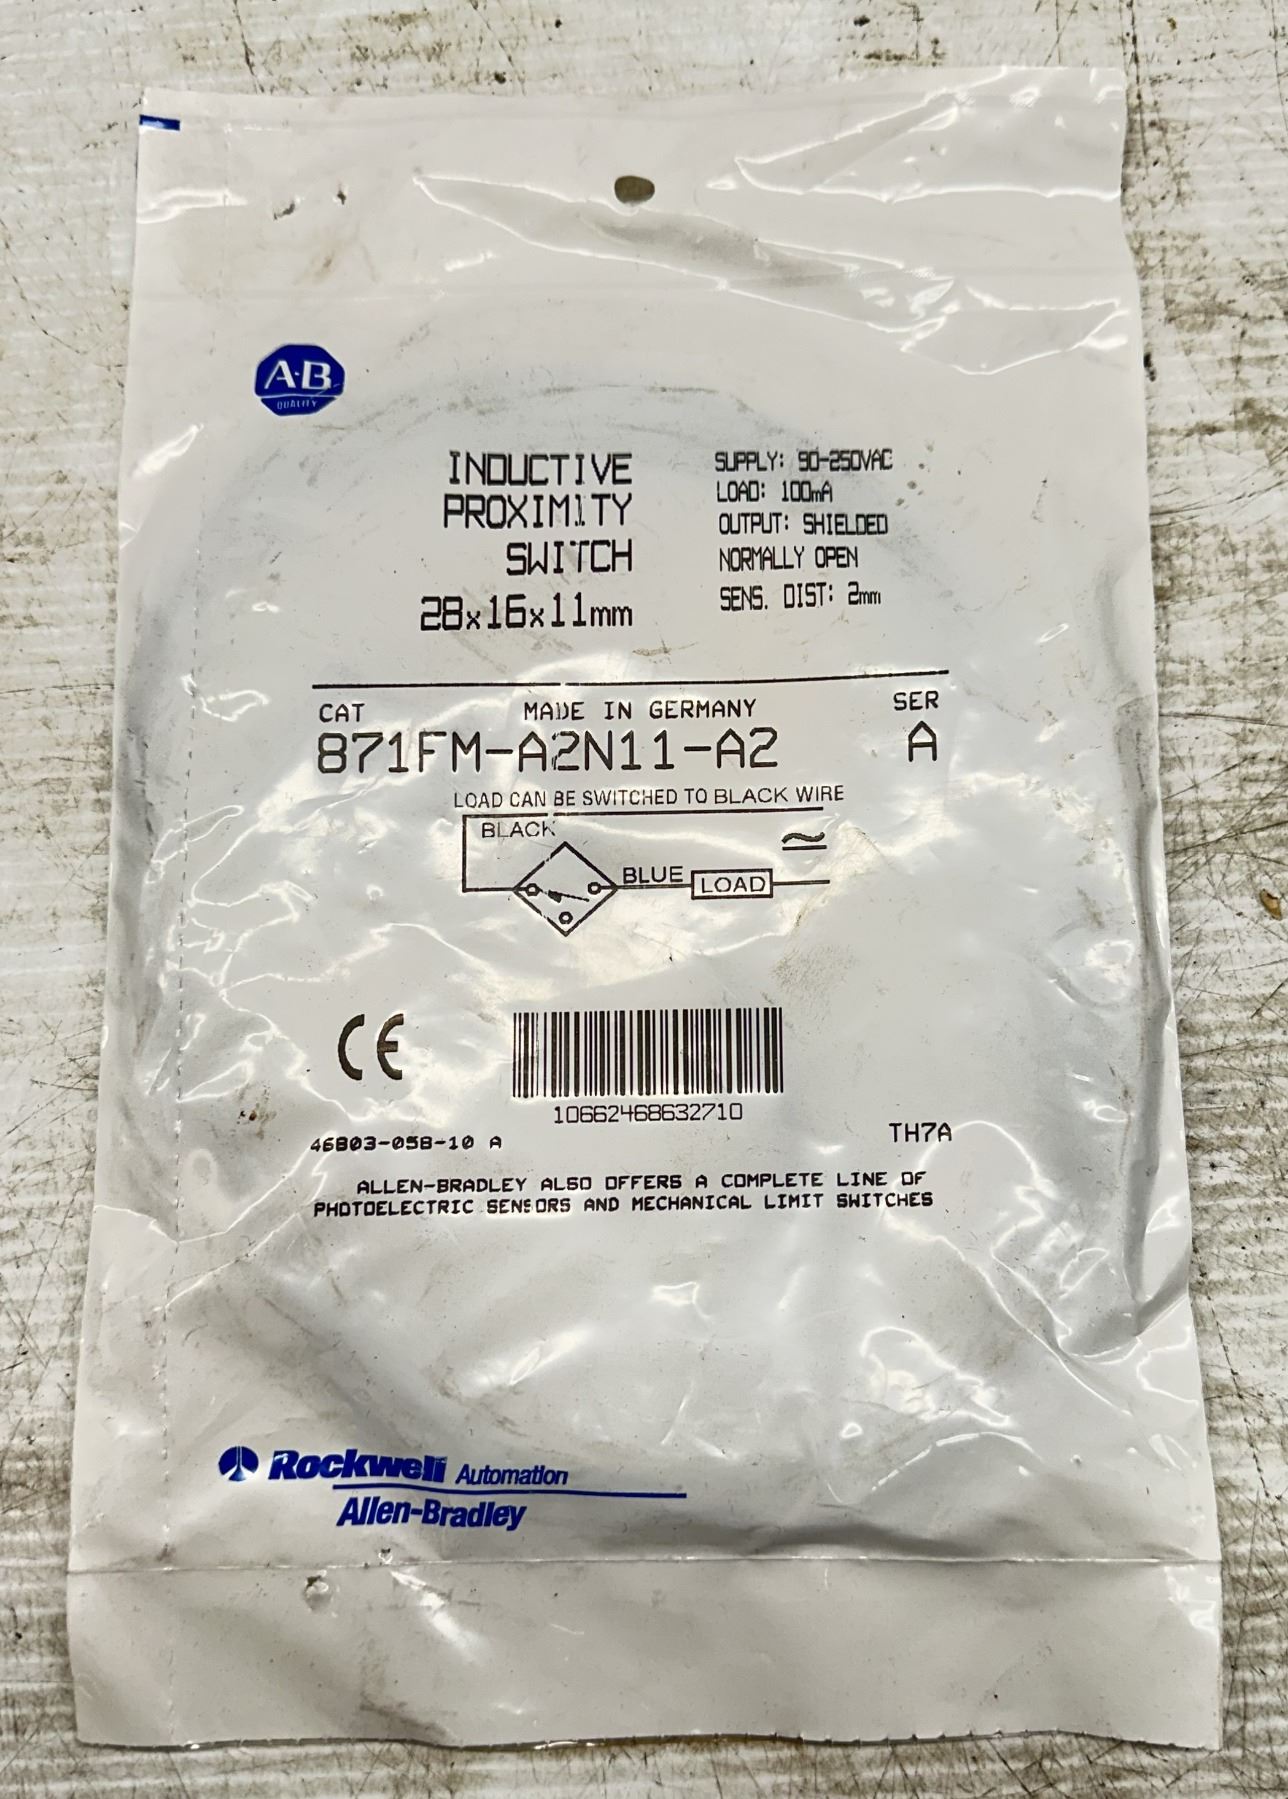 A·B
QUALITY
INDUCTIVE
PROXIMITY
SWITCH
28x16x11mm
SUPPLY: 90-250VAC
LOAD: 100mA
OUTPUT: SHIELDED
NORMALLY OPEN
SENS. DIST: 2mm
CAT
MADE IN GERMANY
SER
871FM-A2N11-A2
A
LOAD CAN BE SWITCHED TO BLACK WIRE
BLACK
BLUE
LOAD
CE
10662468632710
46803-058-10 A
TH7A
ALLEN-BRADLEY ALSO OFFERS A COMPLETE LINE OF
PHOTOELECTRIC SENSORS AND MECHANICAL LIMIT SWITCHES
Rockwell Automation
Allen-Bradley